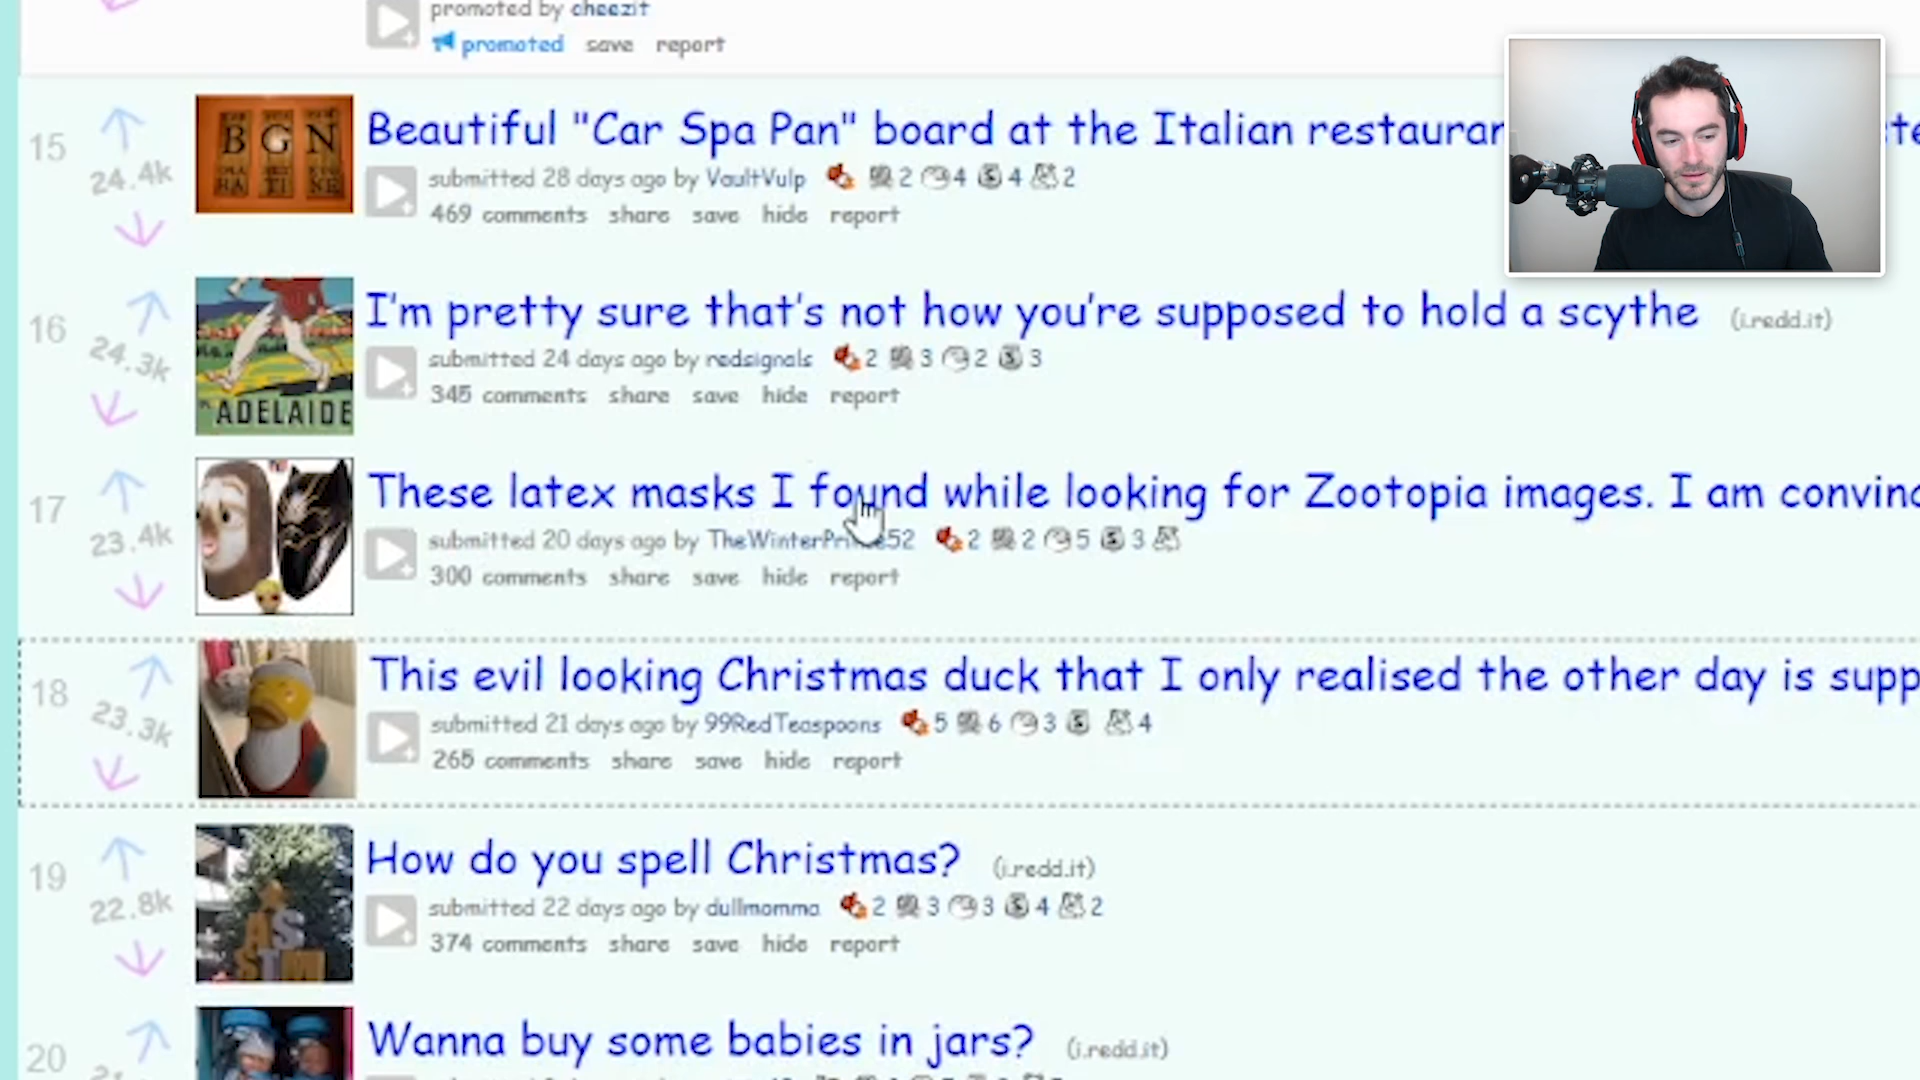 promoted by cheezit
promoted save report
15
24.4k
BGN
Beautiful "Car Spa Pan" board at the Italian restauran
submitted 28 days ago by VaultVulp 2 4 4 2
469 comments share save hide report
16
24.3k
ADELAIDE
I'm pretty sure that's not how you're supposed to hold a scythe (i.redd.it)
submitted 24 days ago by redsignals 2 3 2 3
345 comments share save hide report
17
23.4k
These latex masks I found while looking for Zootopia images. I am convinc
submitted 20 days ago by 2 2 5 3
300 comments share save hide report
18
23.3k
This evil looking Christmas duck that I only realised the other day is supp
submitted 21 days ago by 99RedTeaspoons 5 6 3 4
265 comments share save hide report
19
22.8k
How do you spell Christmas? (i.redd.it)
submitted 22 days ago by dullmomma 2 3 3 4 2
374 comments share save hide report
20
Wanna buy some babies in jars? (i.redd.it)